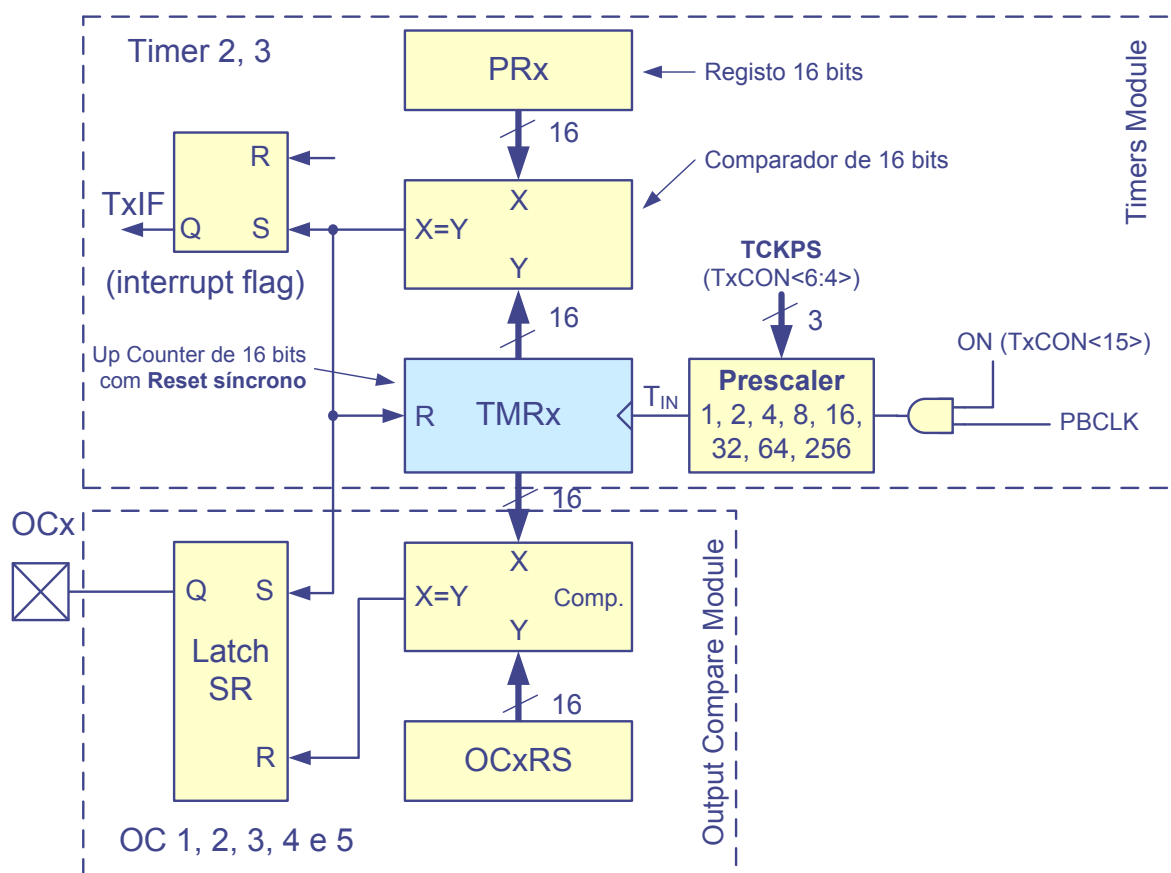 Timer 2, 3
PRx
Registo 16 bits
16
Timers Module
R
TxIF
Q
S
(interrupt flag)
X
X=Y
Y
Comparador de 16 bits
16
TCKPS
(TxCON<6:4>)
3
ON (TxCON<15>)
Up Counter de 16 bits
com Reset síncrono
R
TMRx
TIN
Prescaler
1, 2, 4, 8, 16,
32, 64, 256
PBCLK
16
OCx
Q
S
Latch
SR
R
X
X=Y
Comp.
Y
16
OCxRS
Output Compare Module
OC 1, 2, 3, 4 e 5